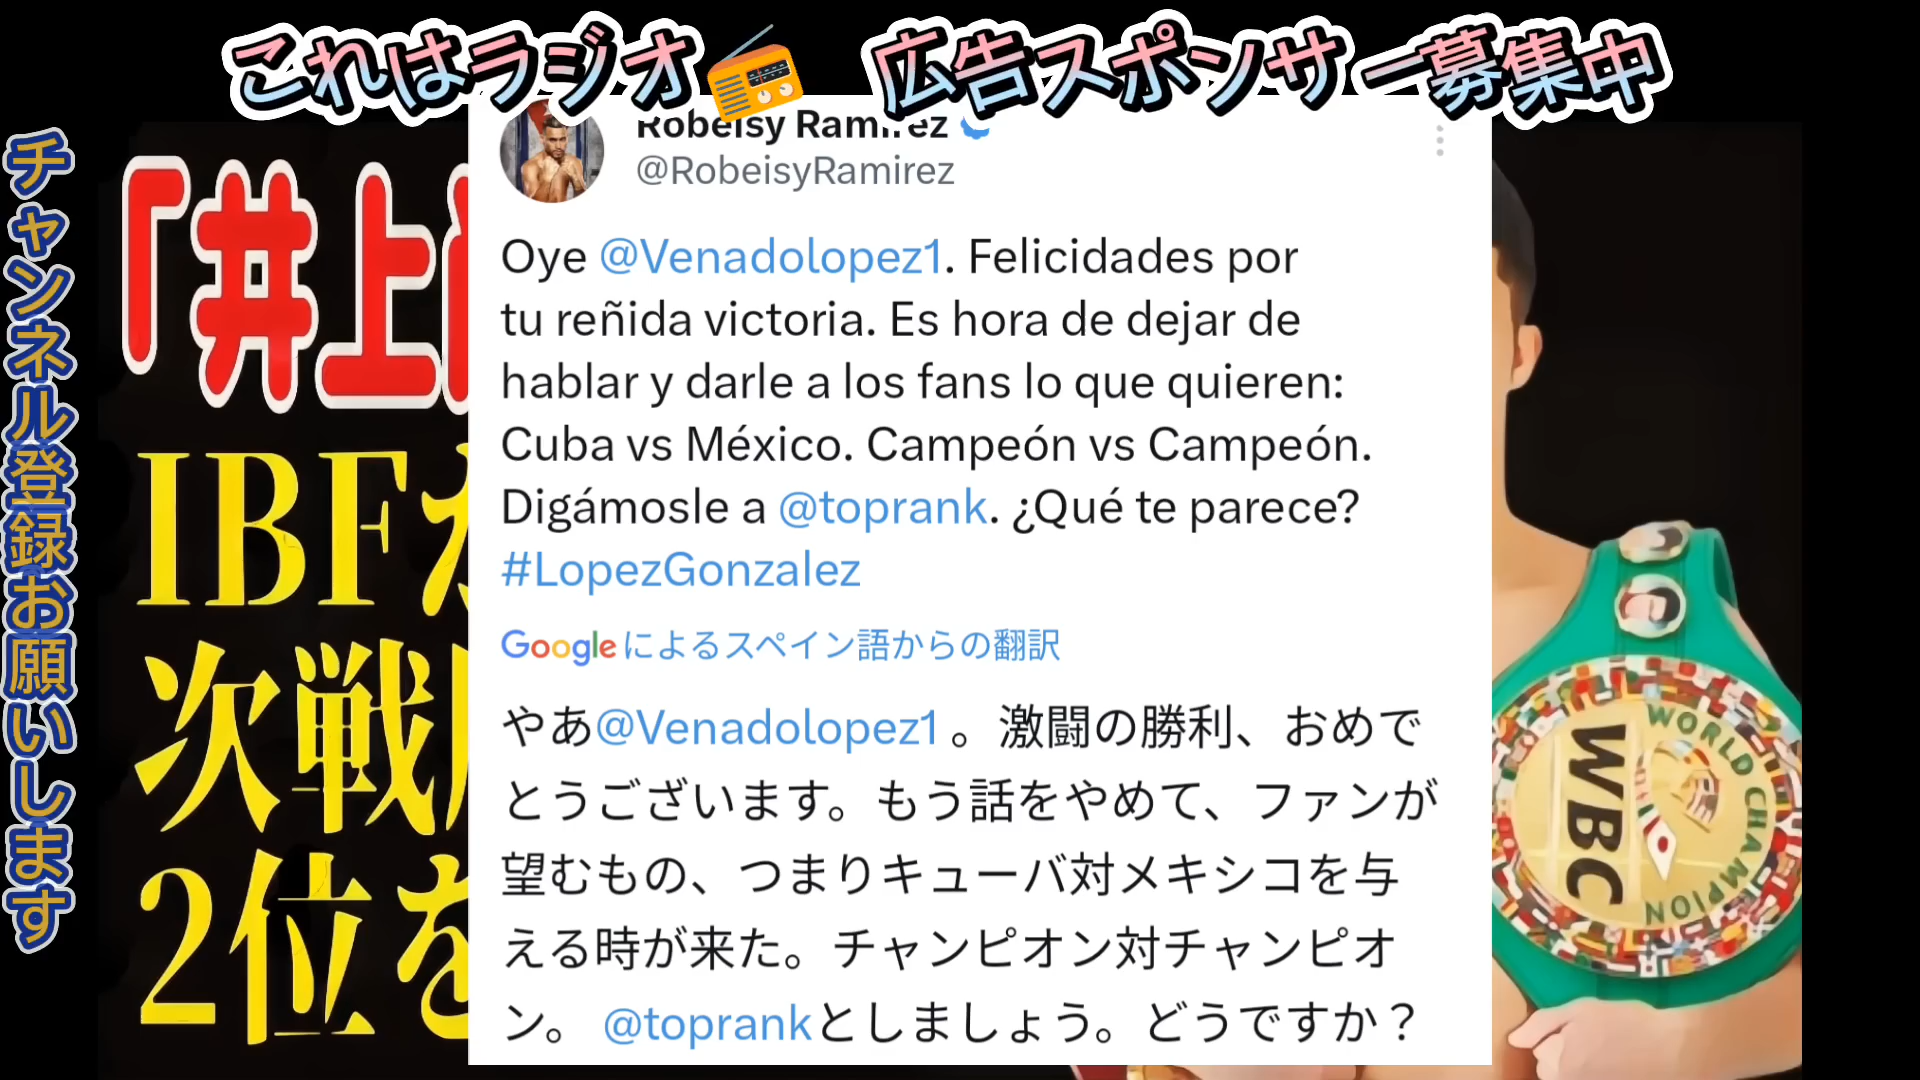 これはラジオ📻 広告スポンサー募集中
チャンネル登録お願いします
「井上
IBF
次戦
2位を
Robeisy Ramirez
@RobeisyRamirez
Oye @Venadolopez1. Felicidades por
tu reñida victoria. Es hora de dejar de
hablar y darle a los fans lo que quieren:
Cuba vs México. Campeón vs Campeón.
Digámosle a @toprank. ¿Qué te parece?
#LopezGonzalez
Googleによるスペイン語からの翻訳
やあ@Venadolopez1 。激闘の勝利、おめで
とうございます。もう話をやめて、ファンが
望むもの、つまりキューバ対メキシコを与
える時が来た。チャンピオン対チャンピオ
ン。 @toprankとしましょう。どうですか？
WORLD CHAMPION
WBC